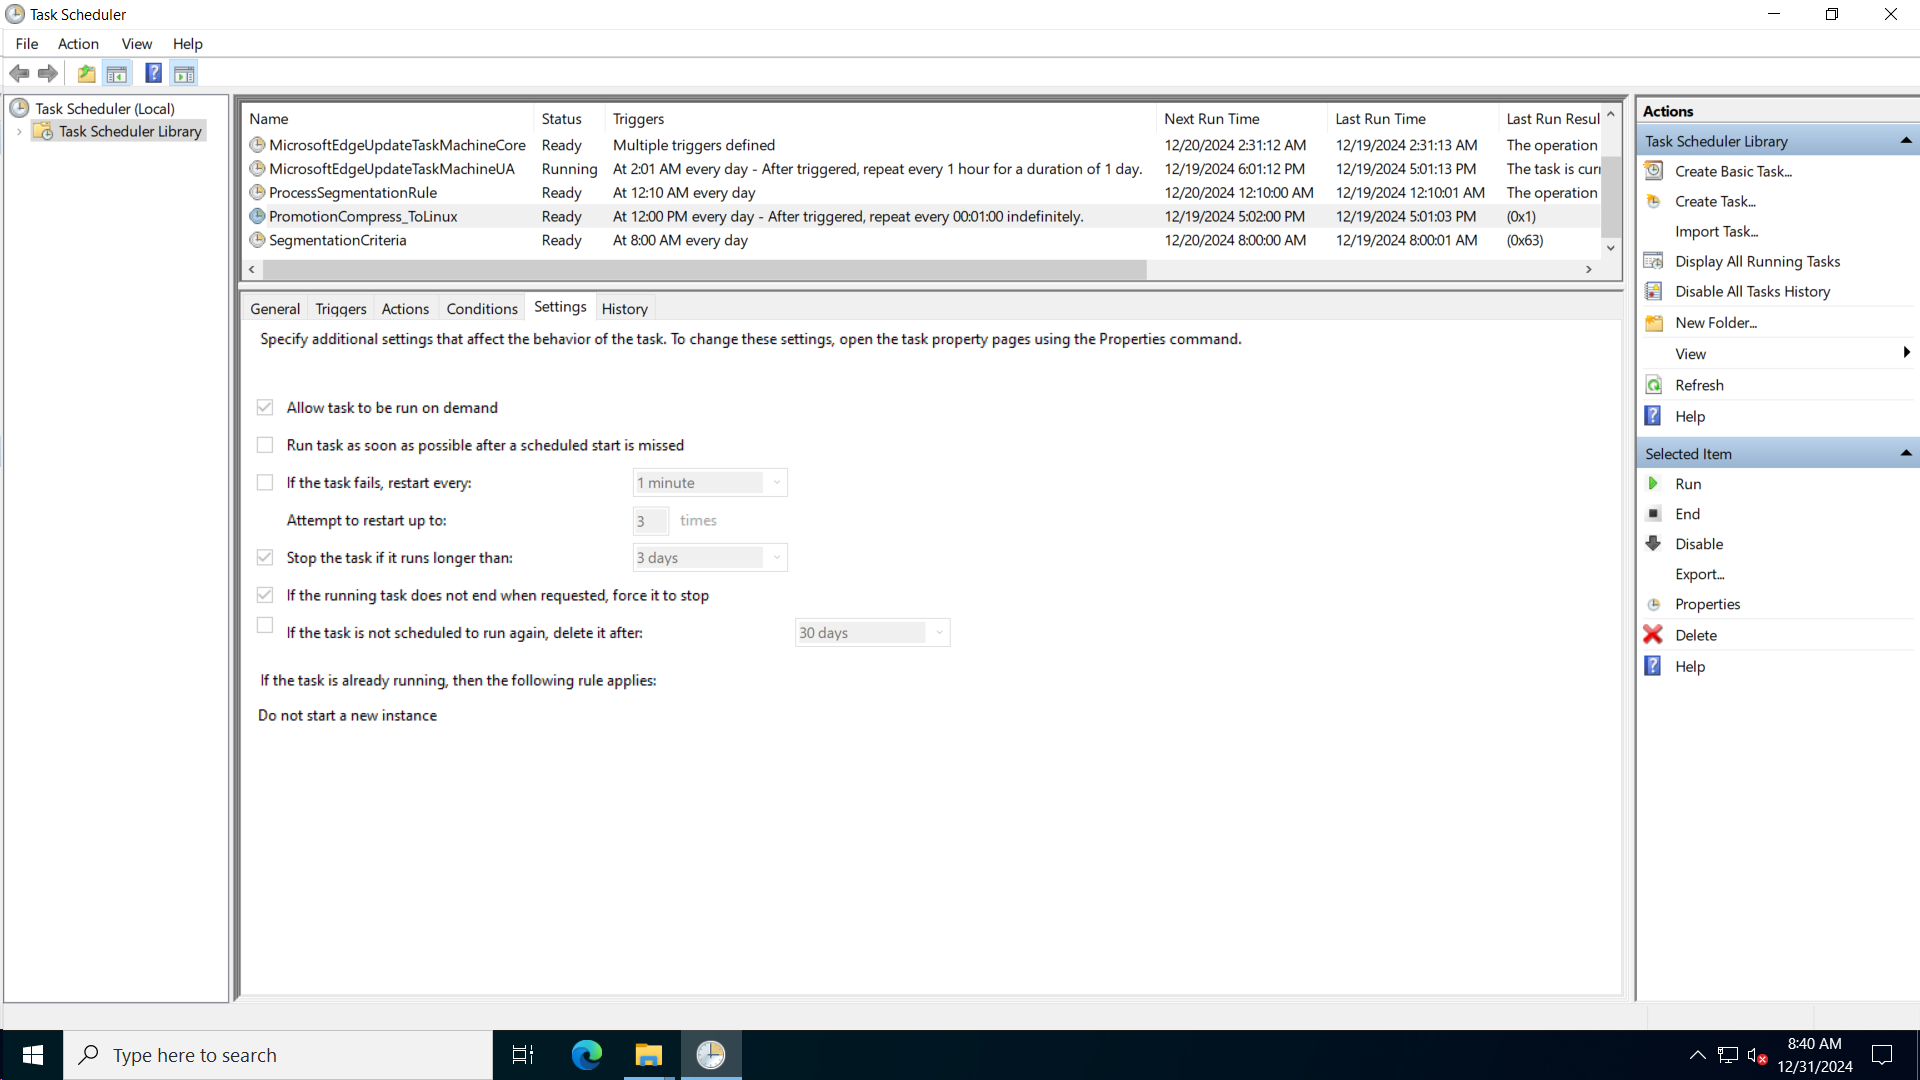 Task Scheduler
File Action View Help
Task Scheduler (Local)
Task Scheduler Library
Name Status Triggers Next Run Time Last Run Time Last Run Resul
MicrosoftEdgeUpdateTaskMachineCore Ready Multiple triggers defined 12/20/2024 2:31:12 AM 12/19/2024 2:31:13 AM The operation
MicrosoftEdgeUpdateTaskMachineUA Running At 2:01 AM every day - After triggered, repeat every 1 hour for a duration of 1 day. 12/19/2024 6:01:12 PM 12/19/2024 5:01:13 PM The task is curr
ProcessSegmentationRule Ready At 12:10 AM every day 12/20/2024 12:10:00 AM 12/19/2024 12:10:01 AM The operation
PromotionCompress_ToLinux Ready At 12:00 PM every day - After triggered, repeat every 00:01:00 indefinitely. 12/19/2024 5:02:00 PM 12/19/2024 5:01:03 PM (0x1)
SegmentationCriteria Ready At 8:00 AM every day 12/20/2024 8:00:00 AM 12/19/2024 8:00:01 AM (0x63)
General Triggers Actions Conditions Settings History
Specify additional settings that affect the behavior of the task. To change these settings, open the task property pages using the Properties command.
Allow task to be run on demand
Run task as soon as possible after a scheduled start is missed
If the task fails, restart every: 1 minute
Attempt to restart up to: 3 times
Stop the task if it runs longer than: 3 days
If the running task does not end when requested, force it to stop
If the task is not scheduled to run again, delete it after: 30 days
If the task is already running, then the following rule applies:
Do not start a new instance
Actions
Task Scheduler Library
Create Basic Task...
Create Task...
Import Task...
Display All Running Tasks
Disable All Tasks History
New Folder...
View
Refresh
Help
Selected Item
Run
End
Disable
Export...
Properties
Delete
Help
Type here to search
8:40 AM
12/31/2024